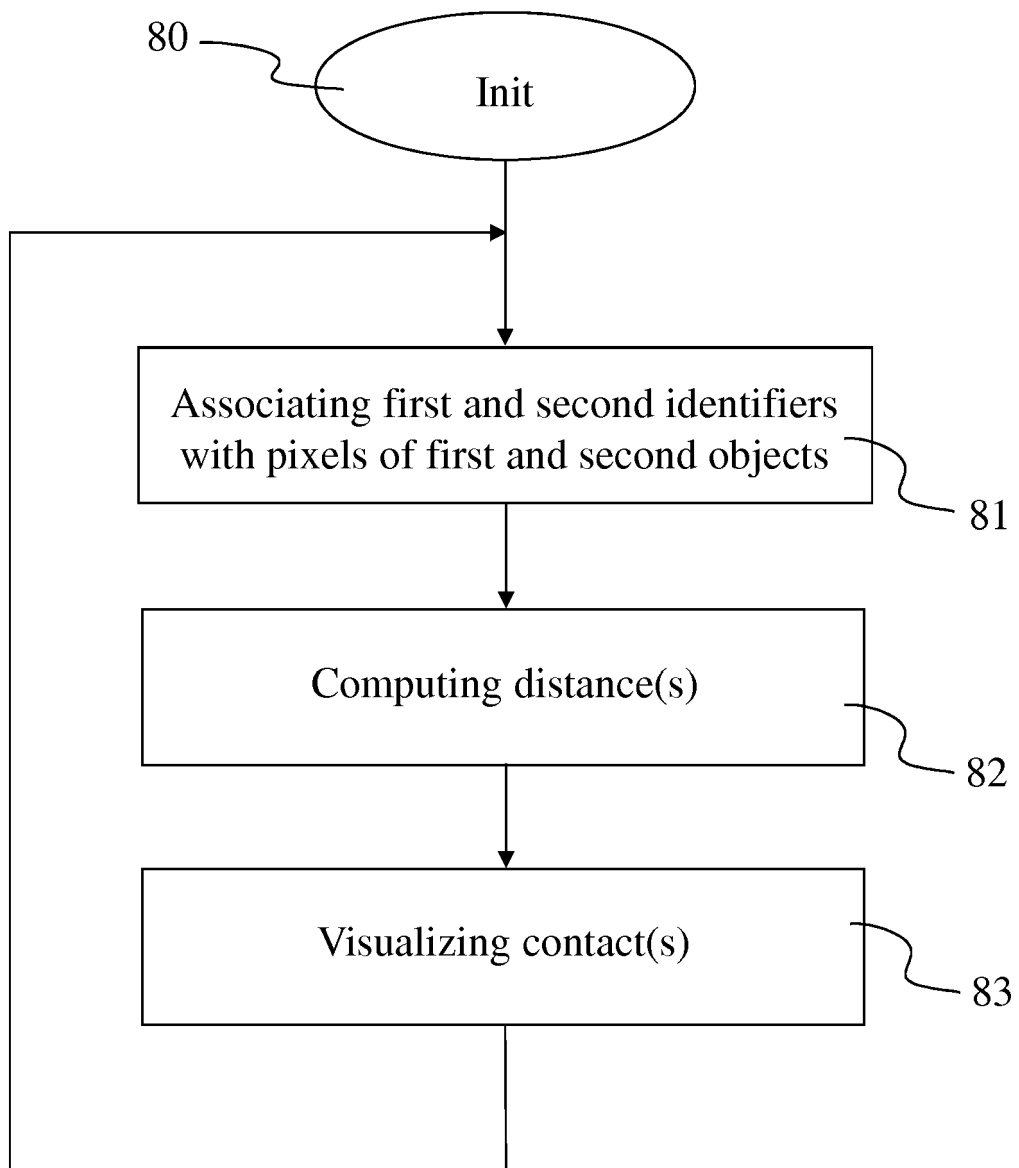 80
Init
Associating first and second identifiers
with pixels of first and second objects
81
Computing distance(s)
82
Visualizing contact(s)
83